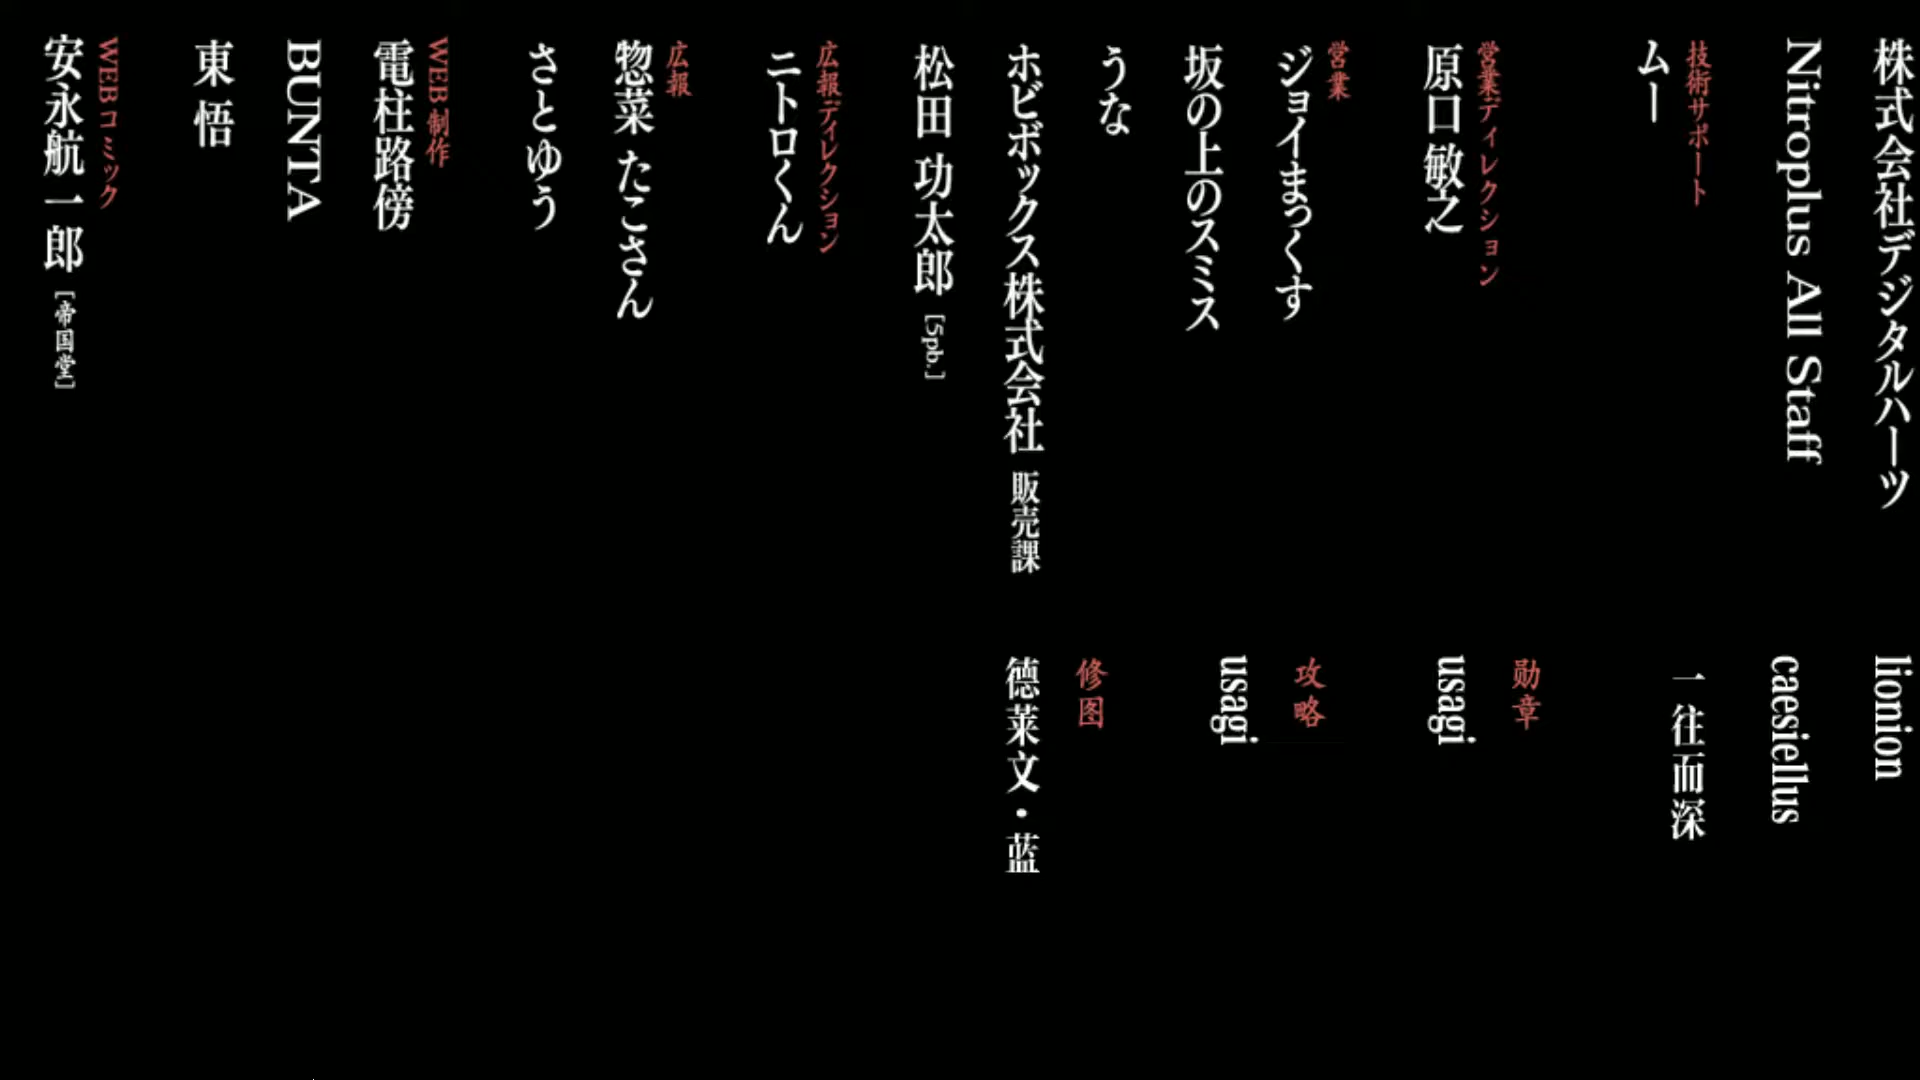 株式会社デジタルハーツ
Nitroplus All Staff
技術サポート
ムー
営業ディレクション
原口 敏之
営業
ジョイまっくす
坂の上のスミス
うな
ホビボックス株式会社 販売課
松田 功太郎 [5pb.]
広報ディレクション
ニトロくん
広報
惣菜 たこさん
さとゆう
WEB 制作
電柱路傍
BUNTA
東 悟
WEB コミック
安永航一郎 [帝国堂]
lionion
caesiellus
一往而深
勋章
usagi
攻略
usagi
修图
德莱文・蓝